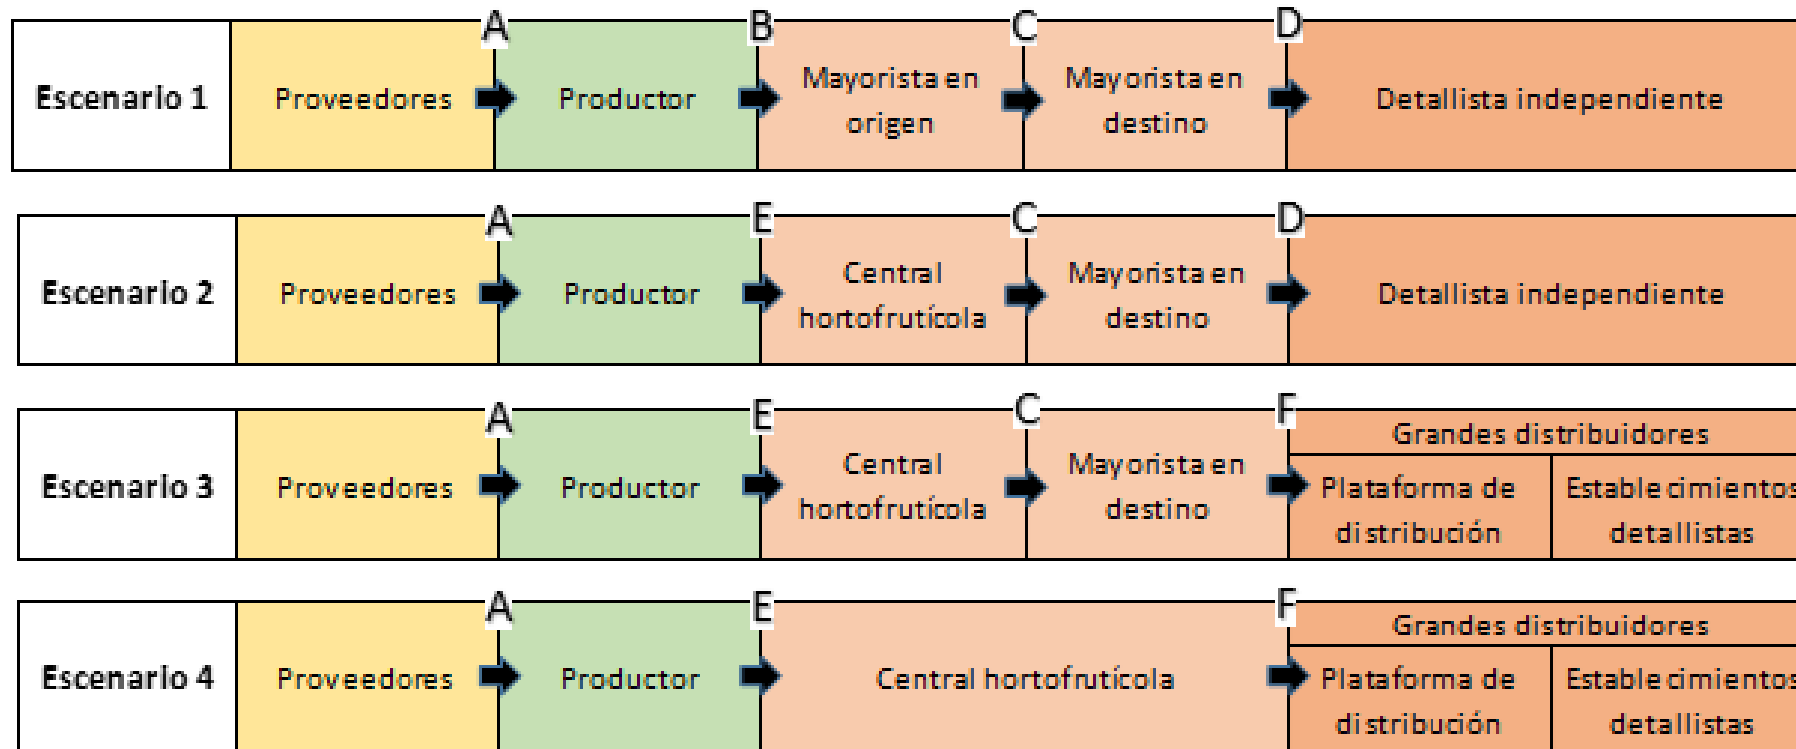 A B C D
Escenario 1 Proveedores Productor Mayorista en origen Mayorista en destino Detallista independiente
A E C D
Escenario 2 Proveedores Productor Central hortofrutícola Mayorista en destino Detallista independiente
A E C F
Grandes distribuidores
Escenario 3 Proveedores Productor Central hortofrutícola Mayorista en destino Plataforma de distribución Establecimientos detallistas
A E F
Grandes distribuidores
Escenario 4 Proveedores Productor Central hortofrutícola Plataforma de distribución Establecimientos detallistas